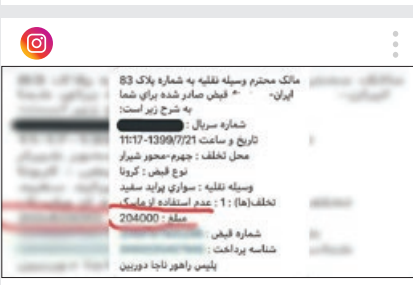 مالک محترم وسیله نقلیه به شماره پلاک 83
ایران- قبض صادر شده برای شما
به شرح زیر است:
شماره سریال :
تاریخ و ساعت 1399/7/21-11:17
محل تخلف : جهرم-محور شیراز
نوع قبض : کرونا
وسیله نقلیه : سواری پراید سفید
تخلف(ها) : 1 : عدم استفاده از ماسک
مبلغ : 204000
شماره قبض :
شناسه پرداخت :
پلیس راهور ناجا دوربین